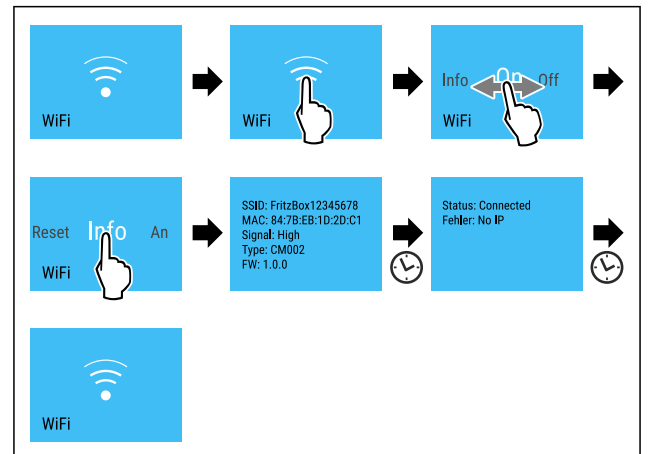 WiFi
WiFi
Info On Off
WiFi
Reset Info An
WiFi
SSID: FritzBox12345678
MAC: 84:7B:EB:1D:2D:C1
Signal: High
Type: CM002
FW: 1.0.0
Status: Connected
Fehler: No IP
WiFi